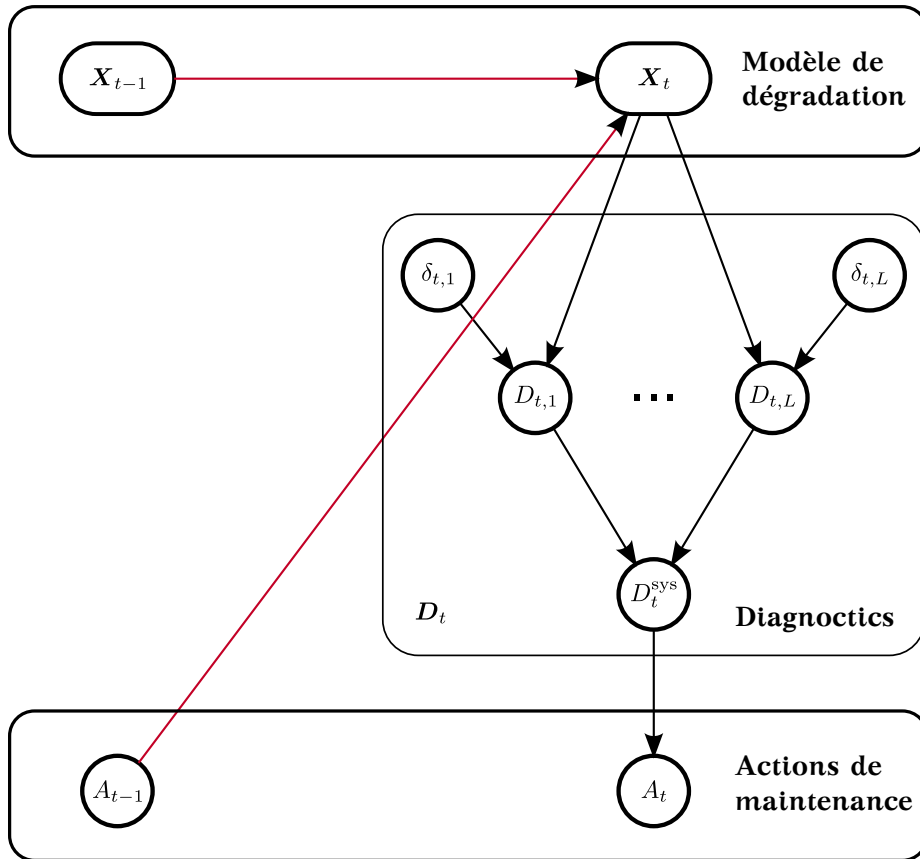 X_{t−1}
X_t
Modèle de
dégradation
δ_{t,1}
δ_{t,L}
D_{t,1}
...
D_{t,L}
D_t^{sys}
D_t
Diagnoctics
A_{t−1}
A_t
Actions de
maintenance